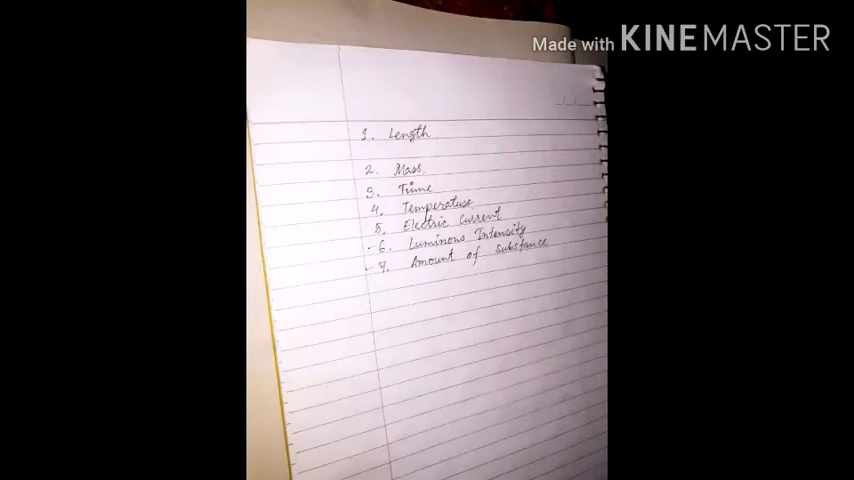 Made with KINEMASTER
_/_/_
1. Length
2. Mass
3. Time
4. Temperature
5. Electric Current
6. Luminous Intensity
7. Amount of Substance